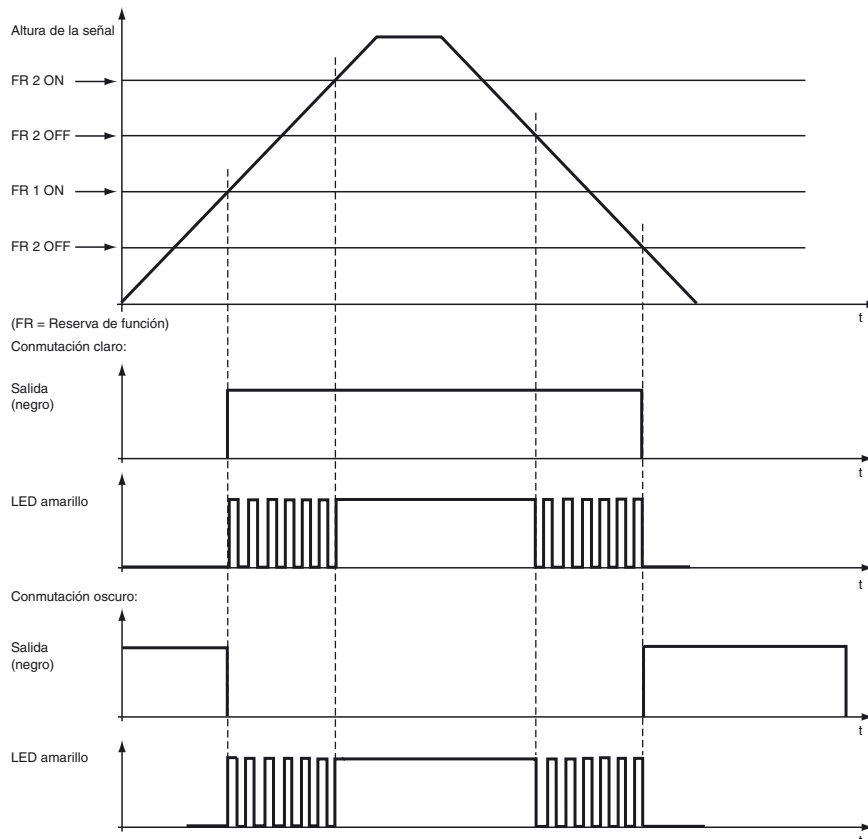 Altura de la señal
FR 2 ON
FR 2 OFF
FR 1 ON
FR 2 OFF
t
(FR = Reserva de función)
Conmutación claro:
Salida
(negro)
t
LED amarillo
t
Conmutación oscuro:
Salida
(negro)
t
LED amarillo
t